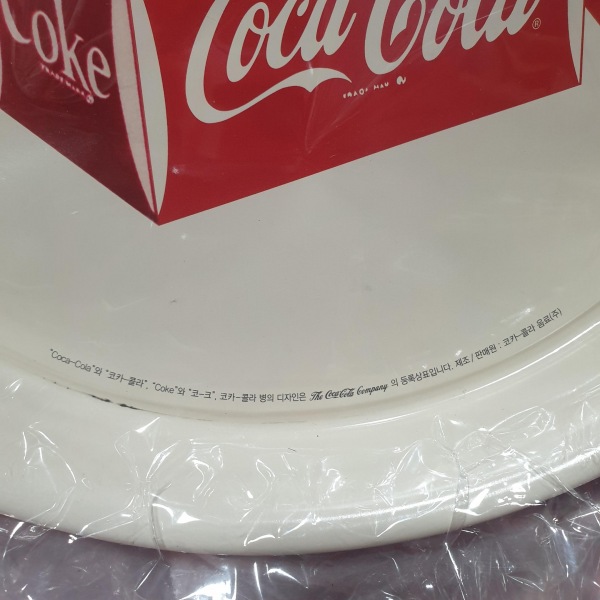 Coke
TRADE MARK ®
Coca-Cola ®
TRADE MARK ®
"Coca-Cola"와 "코카-콜라", "Coke"와 "코-크", 코카-콜라 병의 디자인은 The Coca-Cola Company 의 등록상표입니다. 제조/판매원 : 코카-콜라 음료(주)